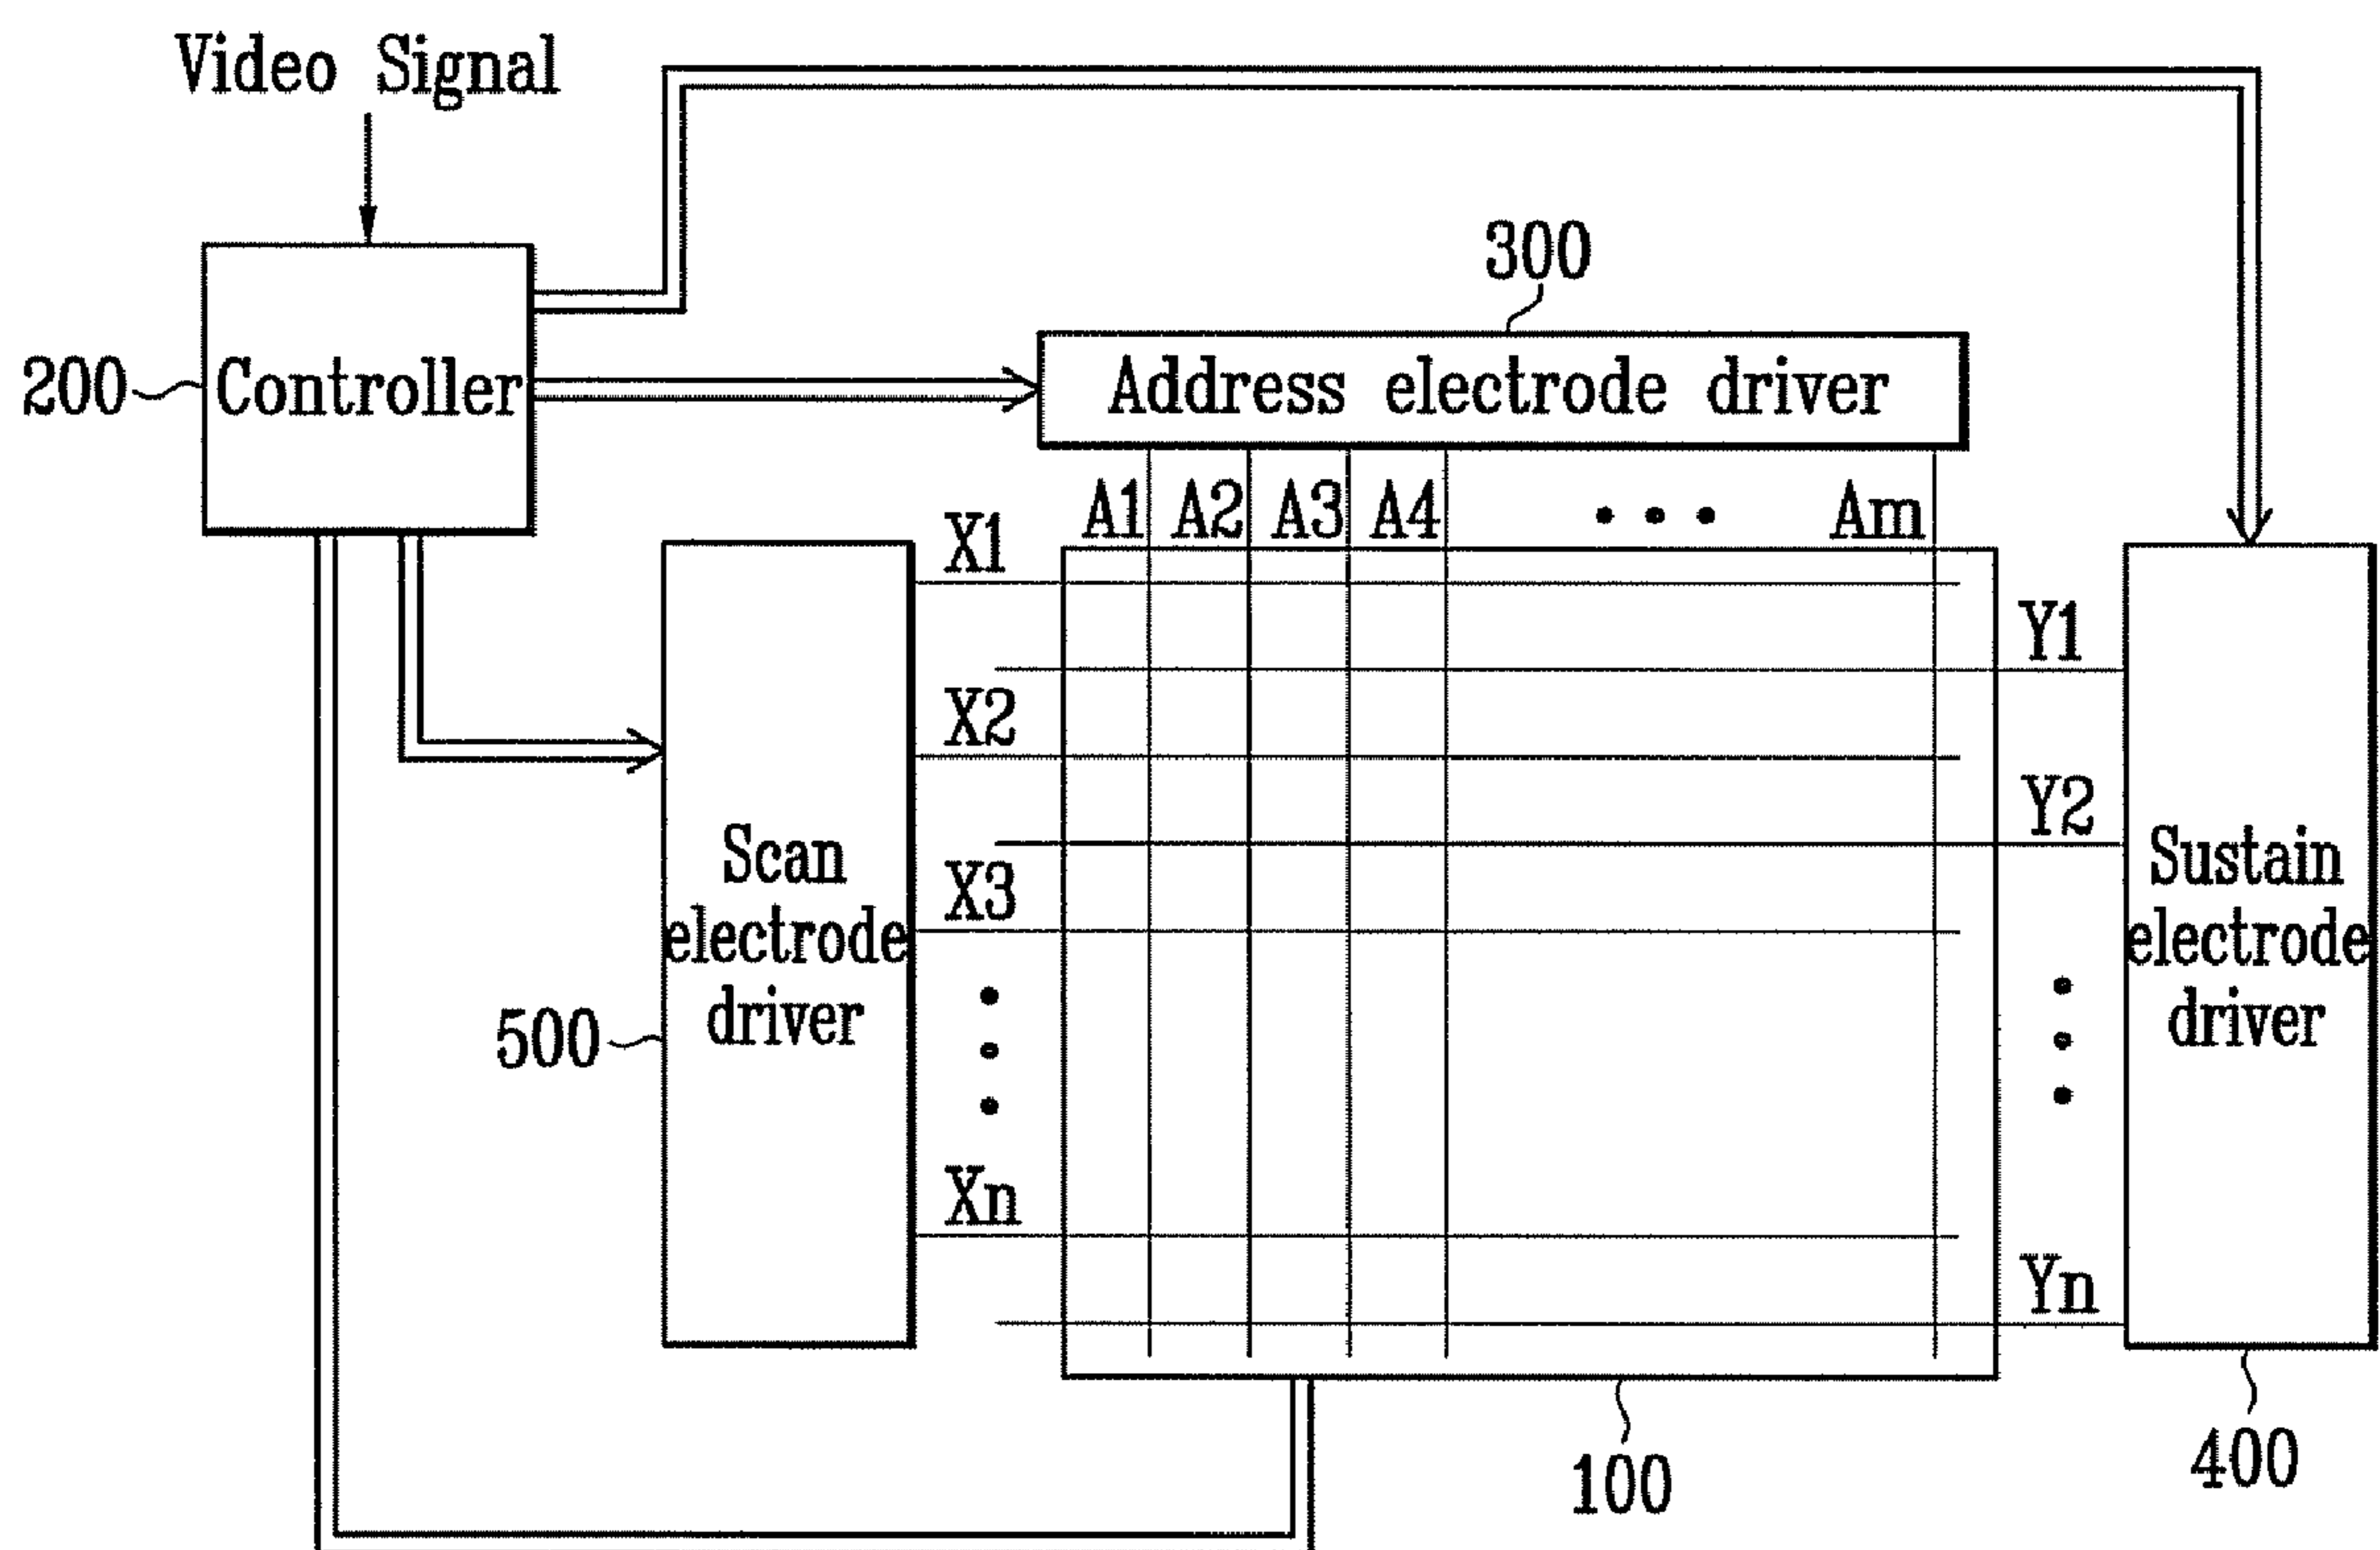 Video Signal
300
200
Controller
Address electrode driver
A1 A2 A3 A4 • • • Am
X1
Y1
X2
Y2
X3
Scan
electrode
driver
Sustain
electrode
driver
500
Xn
Yn
100
400